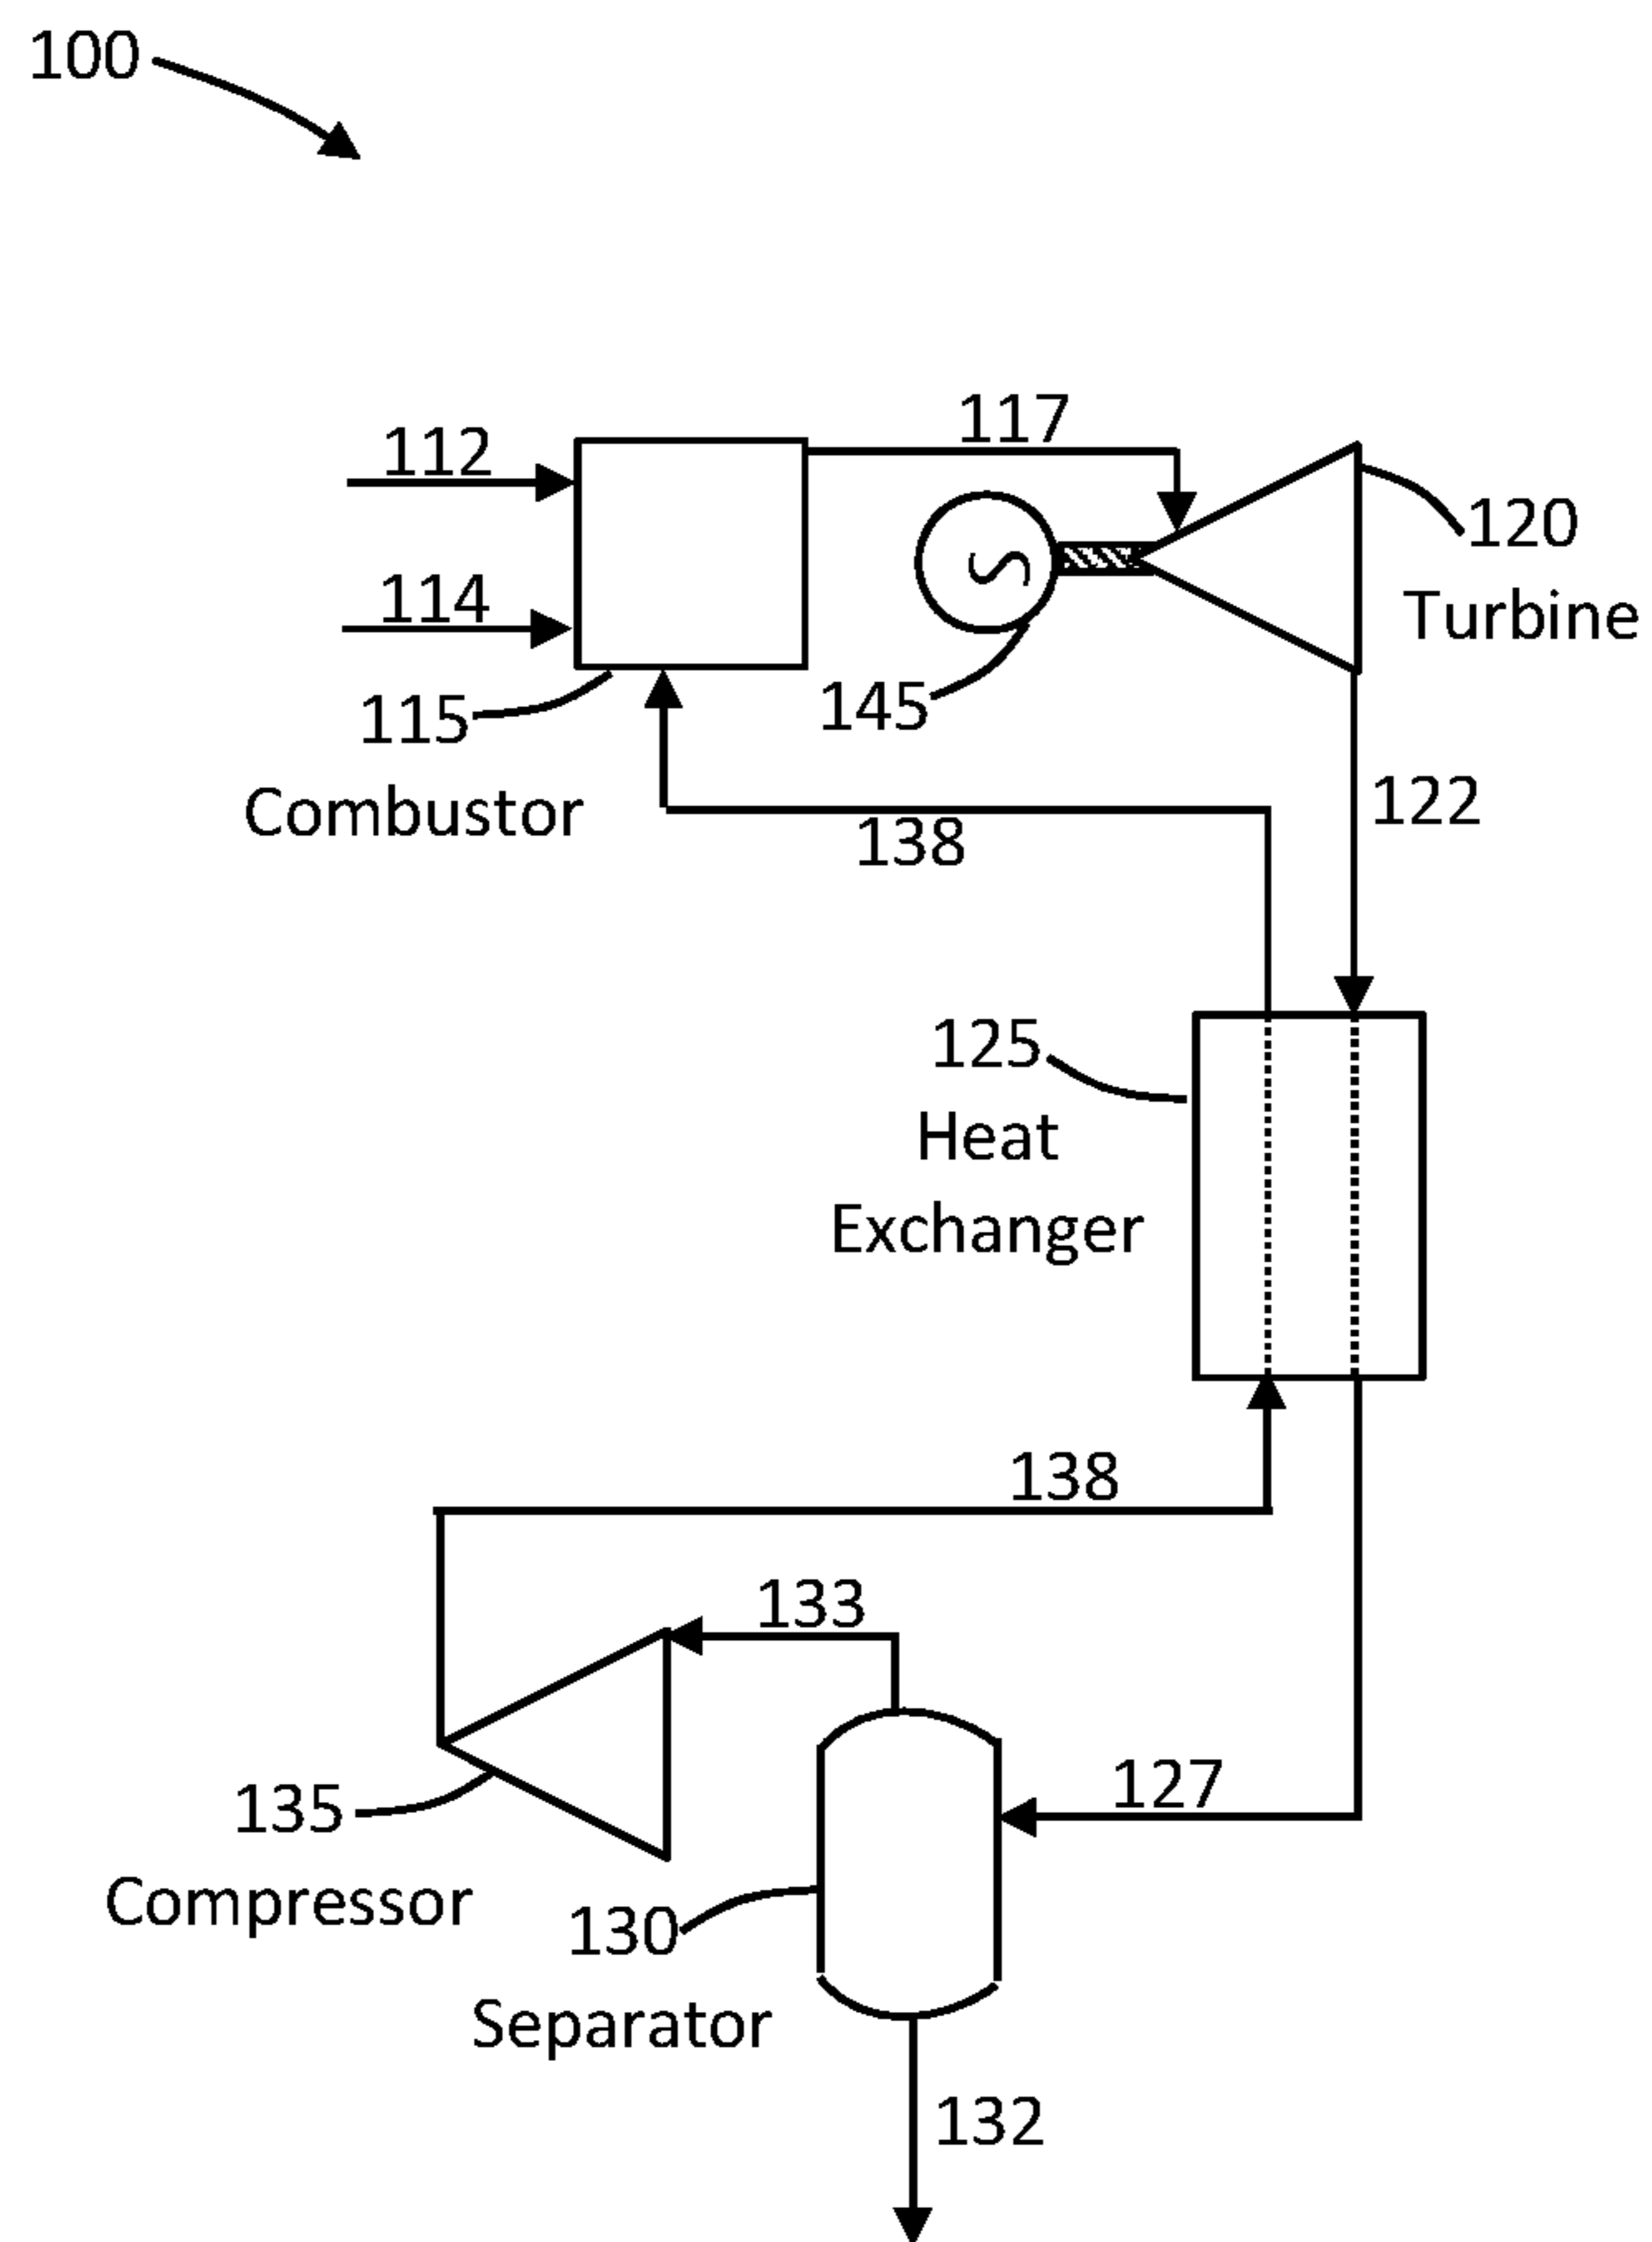 100
117
112
120
114
Turbine
145
115
Combustor
122
138
125
Heat
Exchanger
138
133
127
135
Compressor
130
Separator
132
S